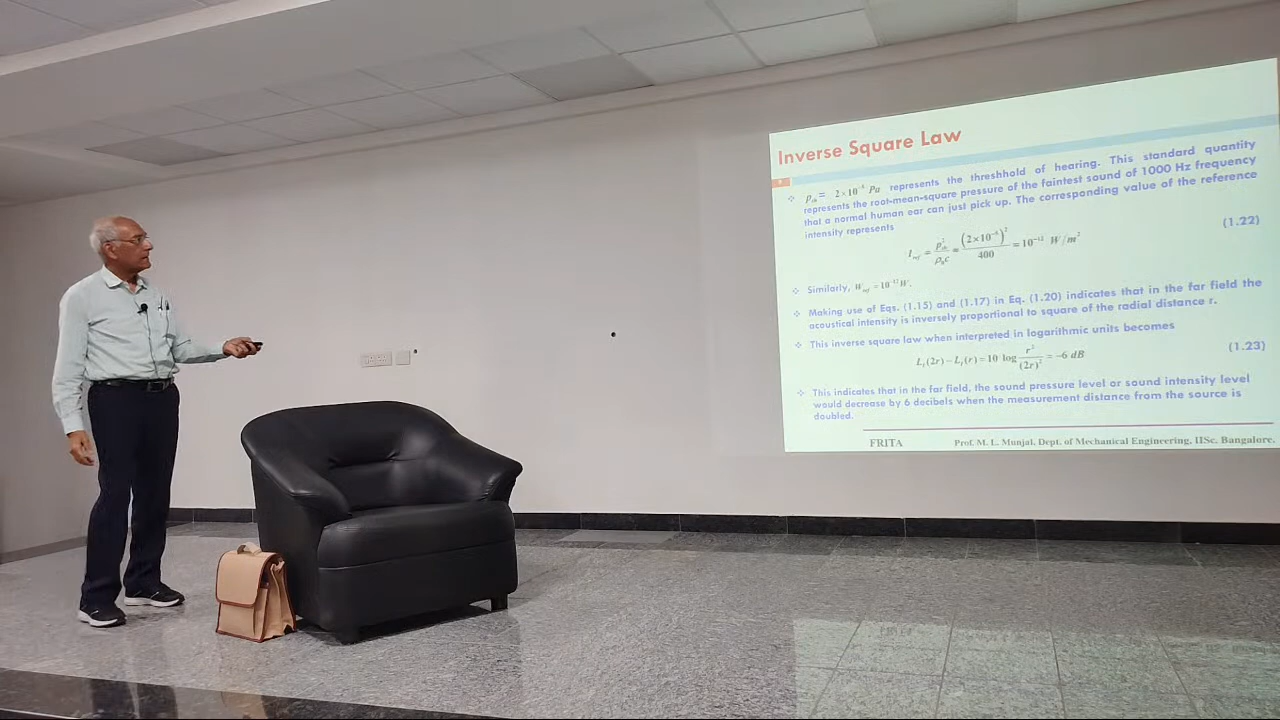 Inverse Square Law
p_th = 2×10⁻⁵ Pa represents the threshhold of hearing. This standard quantity
represents the root-mean-square pressure of the faintest sound of 1000 Hz frequency
that a normal human ear can just pick up. The corresponding value of the reference
intensity represents
I_ref = p²_th / ρ₀c = (2×10⁻⁵)² / 400 = 10⁻¹² W/m² (1.22)
Similarly, W_ref = 10⁻¹² W.
Making use of Eqs. (1.15) and (1.17) in Eq. (1.20) indicates that in the far field the
acoustical intensity is inversely proportional to square of the radial distance r.
This inverse square law when interpreted in logarithmic units becomes
L_I(2r) – L_I(r) = 10 log r² / (2r)² = –6 dB (1.23)
This indicates that in the far field, the sound pressure level or sound intensity level
would decrease by 6 decibels when the measurement distance from the source is
doubled.
FRITA Prof. M. L. Munjal, Dept. of Mechanical Engineering, IISc, Bangalore.